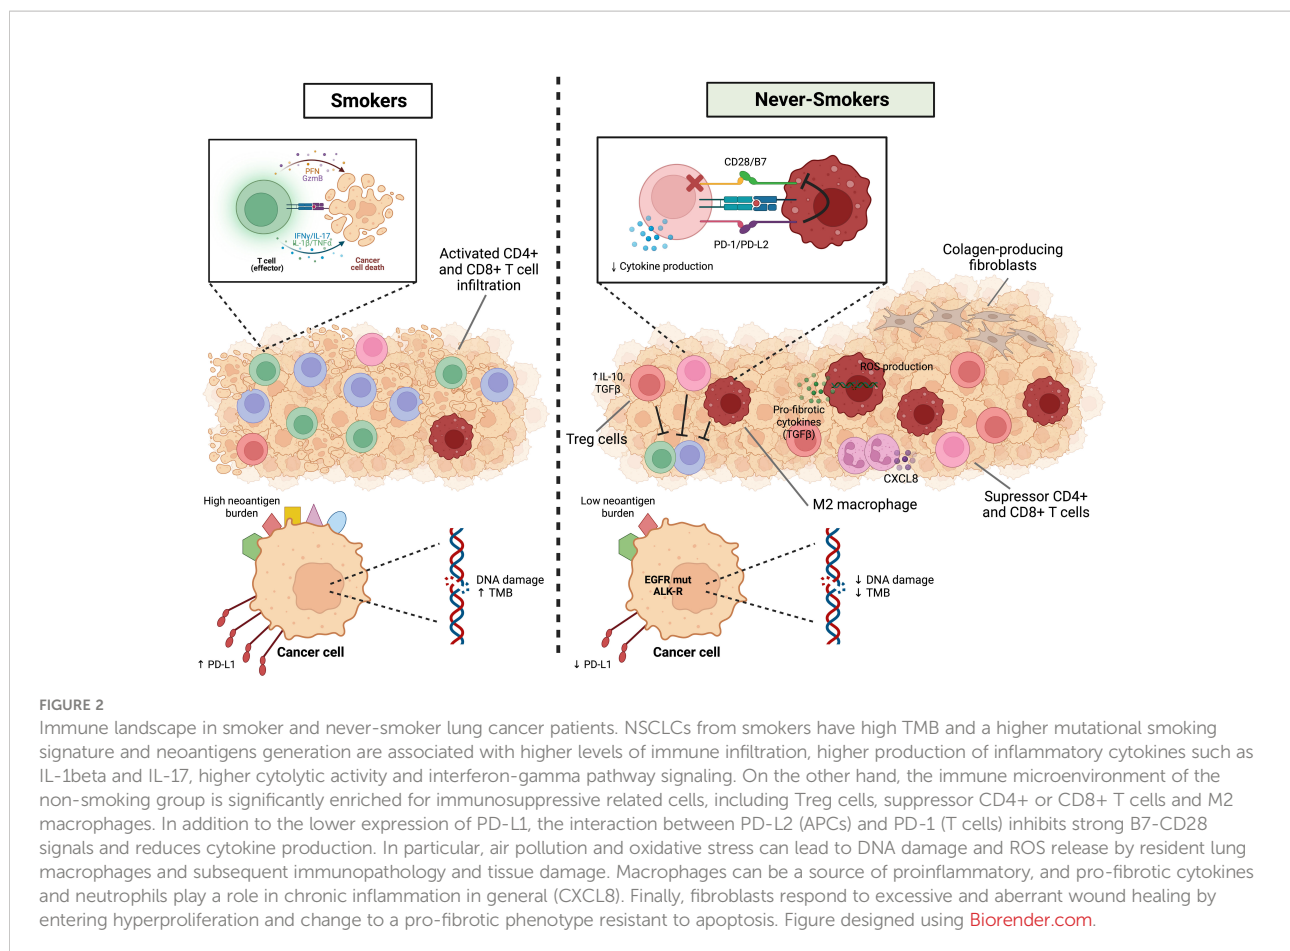 Smokers
Never-Smokers
PFN
GzmB
IFNγ/IL-17,
IL-1β/TNFα
T cell
(effector)
Cancer
cell death
Activated CD4+
and CD8+ T cell
infiltration
CD28/B7
PD-1/PD-L2
↓ Cytokine production
Colagen-producing
fibroblasts
↑ IL-10,
TGFβ
Treg cells
ROS production
Pro-fibrotic
cytokines
(TGFβ)
CXCL8
M2 macrophage
Supressor CD4+
and CD8+ T cells
High neoantigen
burden
DNA damage
↑ TMB
Cancer cell
↑ PD-L1
Low neoantigen
burden
EGFR mut
ALK-R
↓ DNA damage
↓ TMB
Cancer cell
↓ PD-L1
FIGURE 2
Immune landscape in smoker and never-smoker lung cancer patients. NSCLCs from smokers have high TMB and a higher mutational smoking
signature and neoantigens generation are associated with higher levels of immune infiltration, higher production of inflammatory cytokines such as
IL-1beta and IL-17, higher cytolytic activity and interferon-gamma pathway signaling. On the other hand, the immune microenvironment of the
non-smoking group is significantly enriched for immunosuppressive related cells, including Treg cells, suppressor CD4+ or CD8+ T cells and M2
macrophages. In addition to the lower expression of PD-L1, the interaction between PD-L2 (APCs) and PD-1 (T cells) inhibits strong B7-CD28
signals and reduces cytokine production. In particular, air pollution and oxidative stress can lead to DNA damage and ROS release by resident lung
macrophages and subsequent immunopathology and tissue damage. Macrophages can be a source of proinflammatory, and pro-fibrotic cytokines
and neutrophils play a role in chronic inflammation in general (CXCL8). Finally, fibroblasts respond to excessive and aberrant wound healing by
entering hyperproliferation and change to a pro-fibrotic phenotype resistant to apoptosis. Figure designed using Biorender.com.